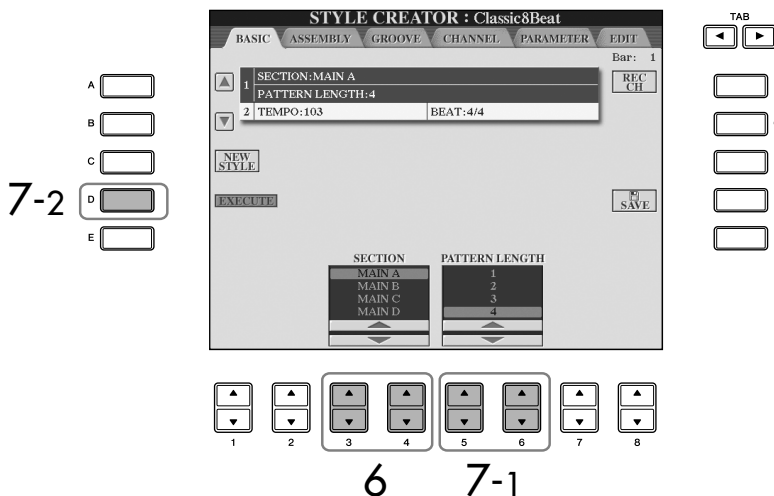 STYLE CREATOR : Classic8Beat
BASIC ASSEMBLY GROOVE CHANNEL PARAMETER EDIT
TAB
Bar: 1
1 SECTION:MAIN A
PATTERN LENGTH:4
2 TEMPO:103 BEAT:4/4
REC CH
NEW STYLE
EXECUTE
SAVE
A
B
C
7-2 D
E
SECTION
MAIN A
MAIN B
MAIN C
MAIN D
PATTERN LENGTH
1
2
3
4
1 2 3 4 5 6 7 8
6 7-1